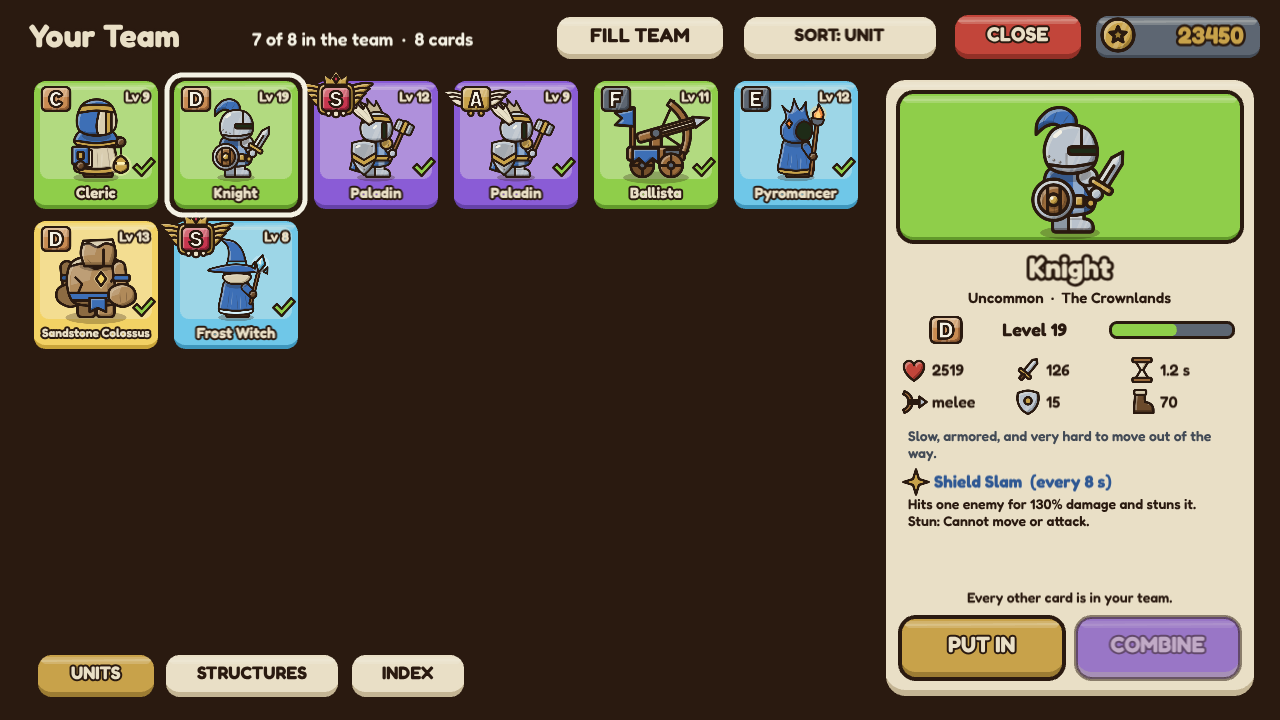 Your Team
7 of 8 in the team · 8 cards
FILL TEAM
SORT: UNIT
CLOSE
23450
C Lv 9
Cleric
D Lv 19
Knight
S Lv 12
Paladin
A Lv 9
Paladin
F Lv 11
Ballista
E Lv 12
Pyromancer
D Lv 13
Sandstone Colossus
S Lv 8
Frost Witch
Knight
Uncommon · The Crownlands
D Level 19
2519 126 1.2 s
melee 15 70
Slow, armored, and very hard to move out of the
way.
Shield Slam (every 8 s)
Hits one enemy for 130% damage and stuns it.
Stun: Cannot move or attack.
Every other card is in your team.
PUT IN
COMBINE
UNITS
STRUCTURES
INDEX